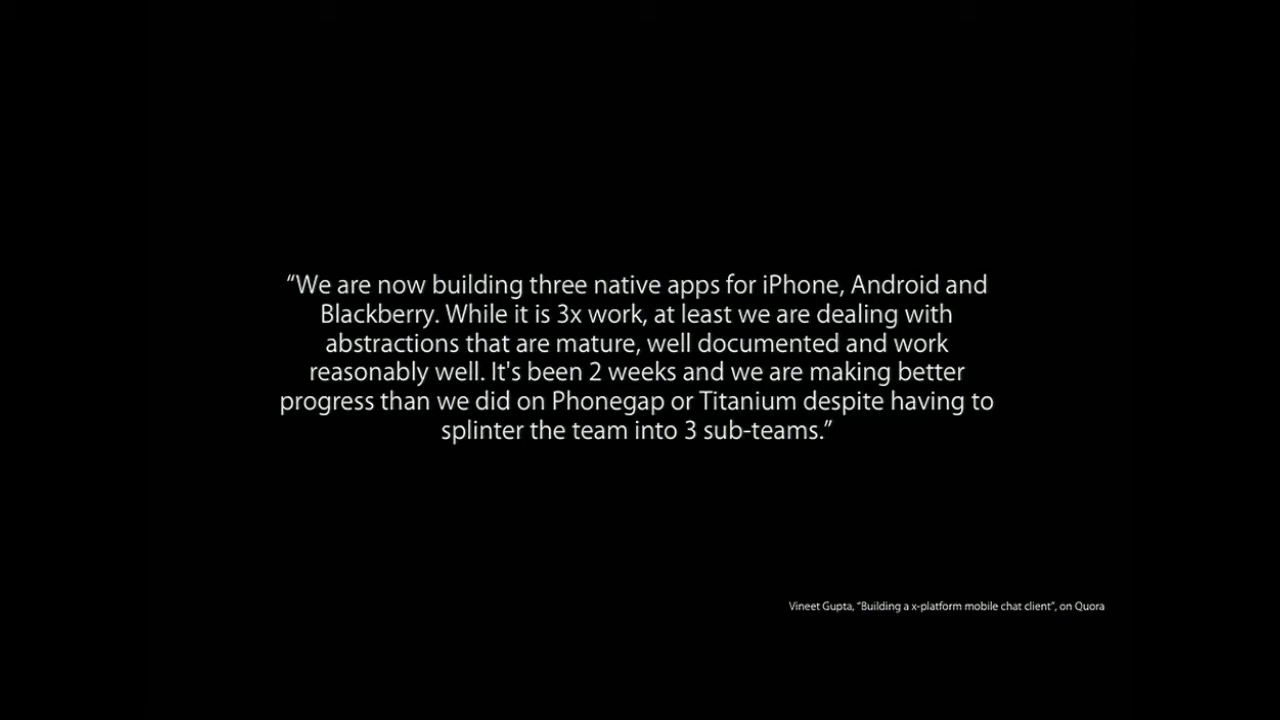 “We are now building three native apps for iPhone, Android and
Blackberry. While it is 3x work, at least we are dealing with
abstractions that are mature, well documented and work
reasonably well. It's been 2 weeks and we are making better
progress than we did on Phonegap or Titanium despite having to
splinter the team into 3 sub-teams.”
Vineet Gupta, “Building a x-platform mobile chat client”, on Quora